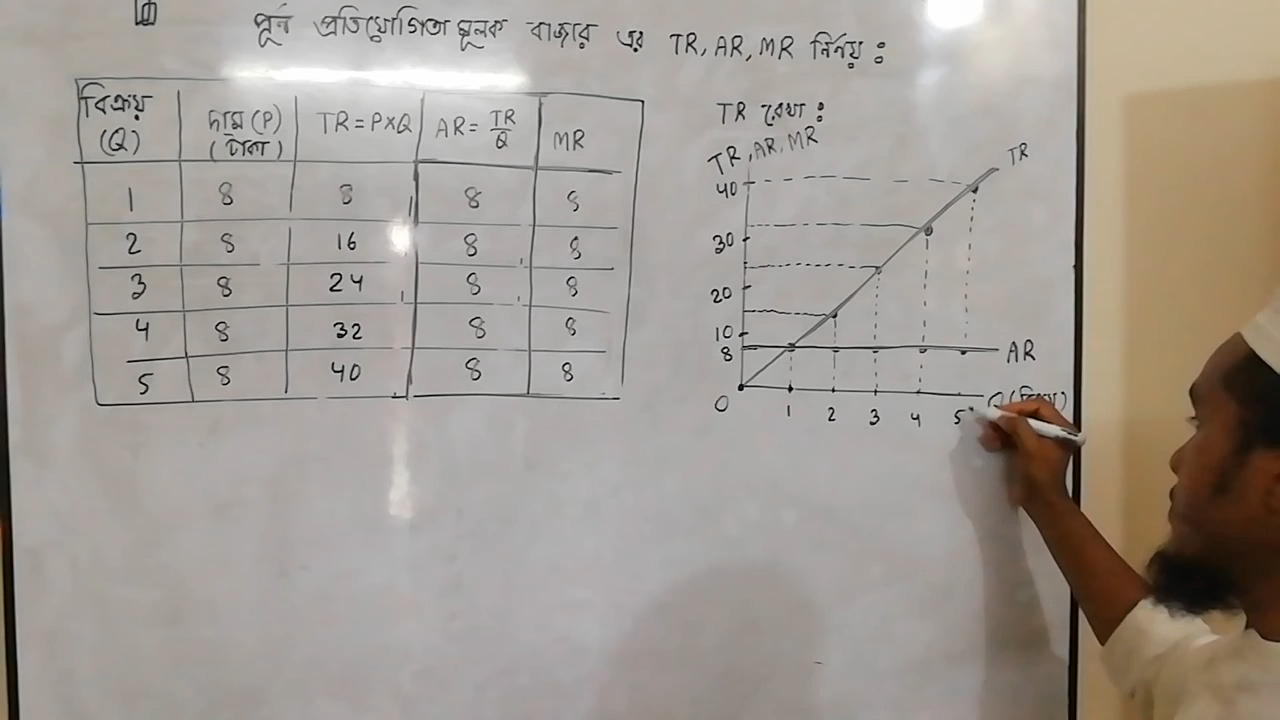 পূর্ন প্রতিযোগিতা মূলক বাজার এর TR, AR, MR নির্নয় :
বিক্রয় (Q) দাম (P) (টাকা) TR = P×Q AR = TR/Q MR
1 8 8 8 8
2 8 16 8 8
3 8 24 8 8
4 8 32 8 8
5 8 40 8 8
TR রেখা :
TR, AR, MR
TR
40
30
20
10
8
AR
0 1 2 3 4 5